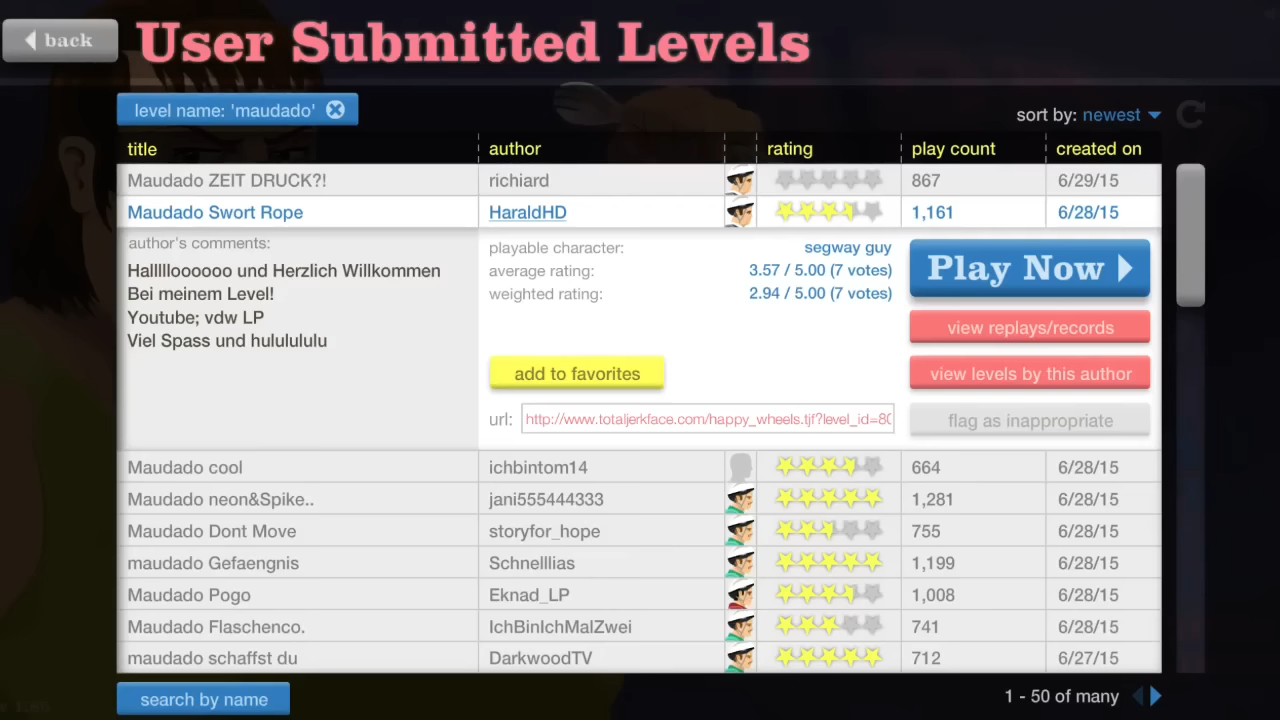 back
User Submitted Levels
level name: 'maudado'
sort by: newest
title author rating play count created on
Maudado ZEIT DRUCK?! richiard 867 6/29/15
Maudado Swort Rope HaraldHD 1,161 6/28/15
author's comments:
Halllloooooo und Herzlich Willkommen
Bei meinem Level!
Youtube; vdw LP
Viel Spass und hululululu
playable character: segway guy
average rating: 3.57 / 5.00 (7 votes)
weighted rating: 2.94 / 5.00 (7 votes)
add to favorites
url: http://www.totaljerkface.com/happy_wheels.tjf?level_id=80
Play Now
view replays/records
view levels by this author
flag as inappropriate
Maudado cool ichbintom14 664 6/28/15
Maudado neon&Spike.. jani555444333 1,281 6/28/15
Maudado Dont Move storyfor_hope 755 6/28/15
maudado Gefaengnis Schnelllias 1,199 6/28/15
Maudado Pogo Eknad_LP 1,008 6/28/15
Maudado Flaschenco. IchBinIchMalZwei 741 6/28/15
maudado schaffst du DarkwoodTV 712 6/27/15
search by name
1 - 50 of many